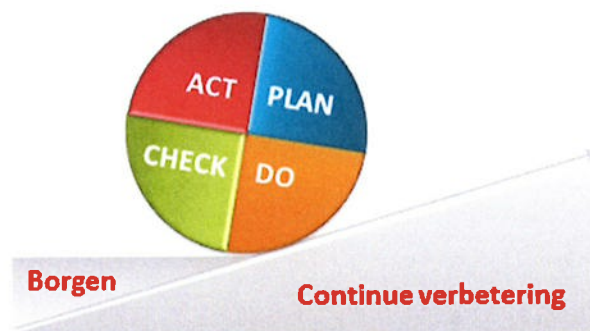 ACT
PLAN
CHECK
DO
Borgen
Continue verbetering